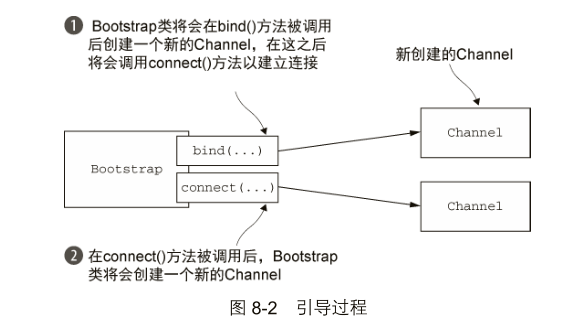 ❶ Bootstrap类将会在bind()方法被调用
后创建一个新的Channel，在这之后
将会调用connect()方法以建立连接
新创建的Channel
Bootstrap
bind(...)
Channel
connect(...)
Channel
❷ 在connect()方法被调用后，Bootstrap
类将会创建一个新的Channel
图 8-2 引导过程